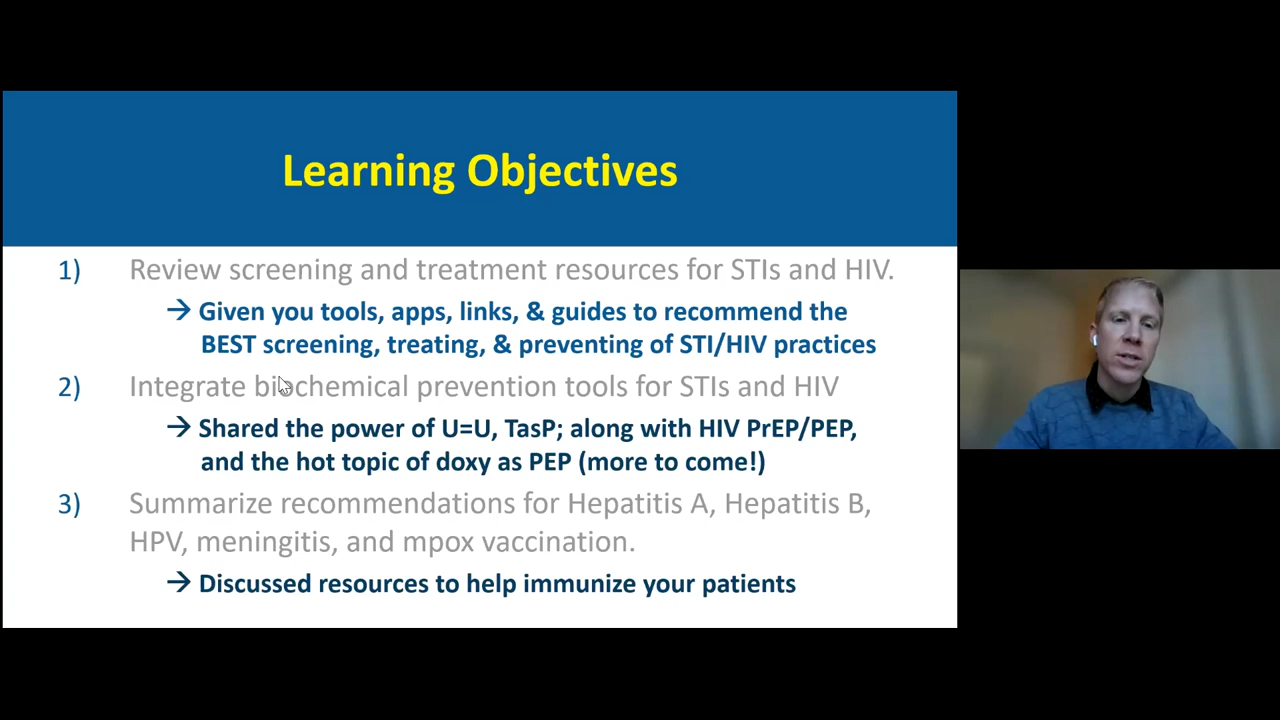 Learning Objectives
1) Review screening and treatment resources for STIs and HIV.
→ Given you tools, apps, links, & guides to recommend the
BEST screening, treating, & preventing of STI/HIV practices
2) Integrate biochemical prevention tools for STIs and HIV
→ Shared the power of U=U, TasP; along with HIV PrEP/PEP,
and the hot topic of doxy as PEP (more to come!)
3) Summarize recommendations for Hepatitis A, Hepatitis B,
HPV, meningitis, and mpox vaccination.
→ Discussed resources to help immunize your patients